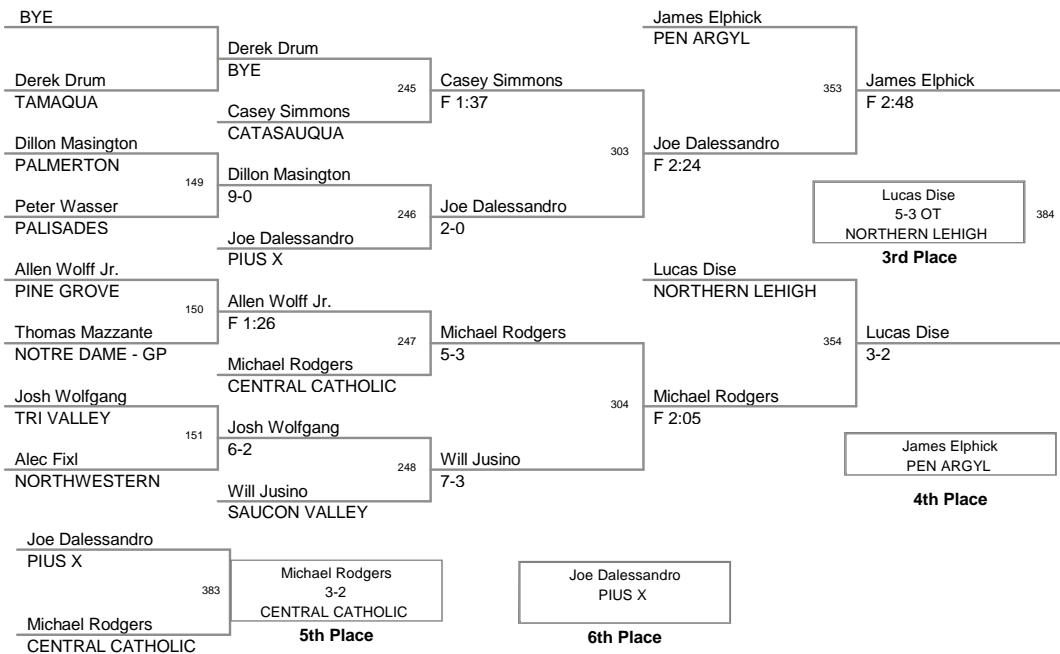 BYE
Derek Drum
TAMAQUA
Dillon Masington
PALMERTON
149
Peter Wasser
PALISADES
Allen Wolff Jr.
PINE GROVE
150
Thomas Mazzante
NOTRE DAME - GP
Josh Wolfgang
TRI VALLEY
151
Alec Fixl
NORTHWESTERN
Derek Drum
BYE
245
Casey Simmons
CATASAUQUA
Dillon Masington
9-0
246
Joe Dalessandro
PIUS X
Allen Wolff Jr.
F 1:26
247
Michael Rodgers
CENTRAL CATHOLIC
Josh Wolfgang
6-2
248
Will Jusino
SAUCON VALLEY
Casey Simmons
F 1:37
303
Joe Dalessandro
2-0
Michael Rodgers
5-3
304
Will Jusino
7-3
James Elphick
PEN ARGYL
353
Joe Dalessandro
F 2:24
Lucas Dise
NORTHERN LEHIGH
354
Michael Rodgers
F 2:05
James Elphick
F 2:48
Lucas Dise
5-3 OT
NORTHERN LEHIGH
384
3rd Place
Lucas Dise
3-2
James Elphick
PEN ARGYL
4th Place
Joe Dalessandro
PIUS X
383
Michael Rodgers
CENTRAL CATHOLIC
Michael Rodgers
3-2
CENTRAL CATHOLIC
5th Place
Joe Dalessandro
PIUS X
6th Place